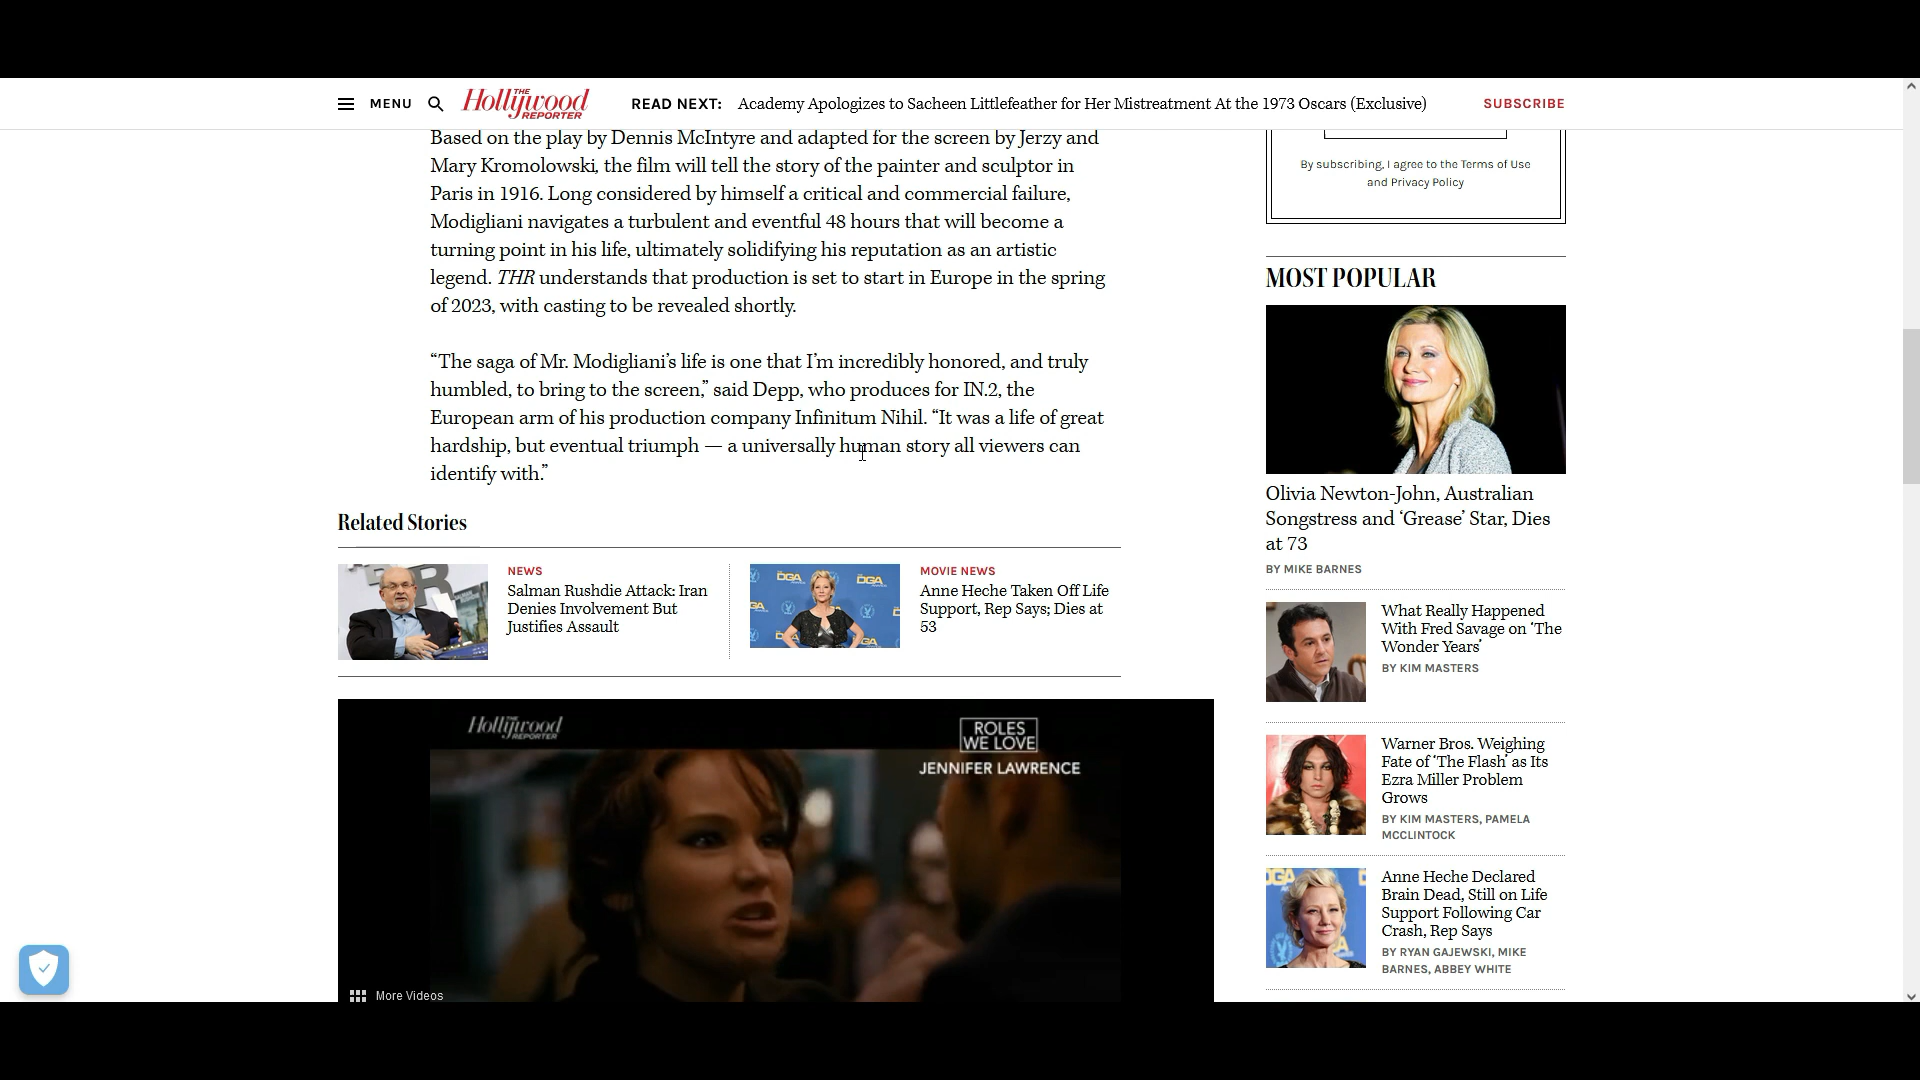 MENU
THE
Hollywood
REPORTER
READ NEXT: Academy Apologizes to Sacheen Littlefeather for Her Mistreatment At the 1973 Oscars (Exclusive)
SUBSCRIBE
Based on the play by Dennis McIntyre and adapted for the screen by Jerzy and
Mary Kromolowski, the film will tell the story of the painter and sculptor in
Paris in 1916. Long considered by himself a critical and commercial failure,
Modigliani navigates a turbulent and eventful 48 hours that will become a
turning point in his life, ultimately solidifying his reputation as an artistic
legend. THR understands that production is set to start in Europe in the spring
of 2023, with casting to be revealed shortly.
“The saga of Mr. Modigliani’s life is one that I’m incredibly honored, and truly
humbled, to bring to the screen,” said Depp, who produces for IN.2, the
European arm of his production company Infinitum Nihil. “It was a life of great
hardship, but eventual triumph — a universally human story all viewers can
identify with.”
Related Stories
NEWS
Salman Rushdie Attack: Iran
Denies Involvement But
Justifies Assault
DGA
DGA
MOVIE NEWS
Anne Heche Taken Off Life
Support, Rep Says; Dies at
53
THE
Hollywood
REPORTER
ROLES
WE LOVE
JENNIFER LAWRENCE
More Videos
By subscribing, I agree to the Terms of Use
and Privacy Policy
MOST POPULAR
Olivia Newton-John, Australian
Songstress and ‘Grease’ Star, Dies
at 73
BY MIKE BARNES
What Really Happened
With Fred Savage on ‘The
Wonder Years’
BY KIM MASTERS
Warner Bros. Weighing
Fate of ‘The Flash’ as Its
Ezra Miller Problem
Grows
BY KIM MASTERS, PAMELA
MCCLINTOCK
Anne Heche Declared
Brain Dead, Still on Life
Support Following Car
Crash, Rep Says
BY RYAN GAJEWSKI, MIKE
BARNES, ABBEY WHITE